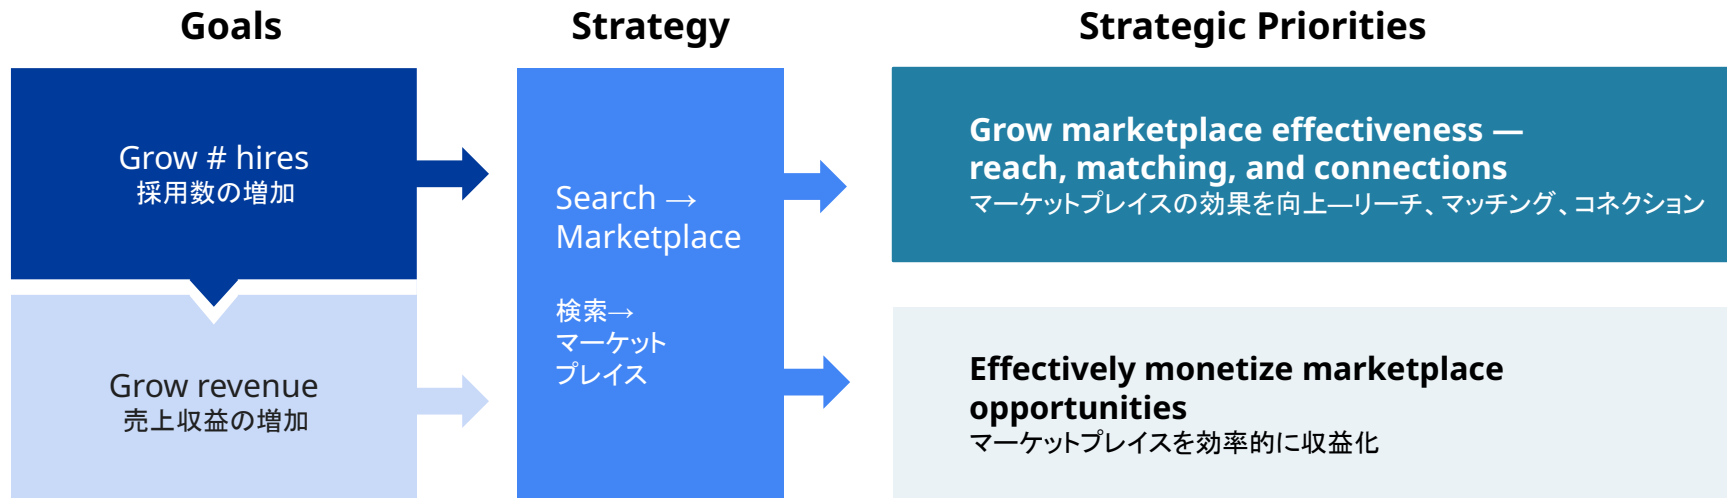 Goals
Strategy
Strategic Priorities
Grow # hires
採用数の増加
Grow revenue
売上収益の増加
Search →
Marketplace
検索→
マーケット
プレイス
Grow marketplace effectiveness —
reach, matching, and connections
マーケットプレイスの効果を向上—リーチ、マッチング、コネクション
Effectively monetize marketplace
opportunities
マーケットプレイスを効率的に収益化